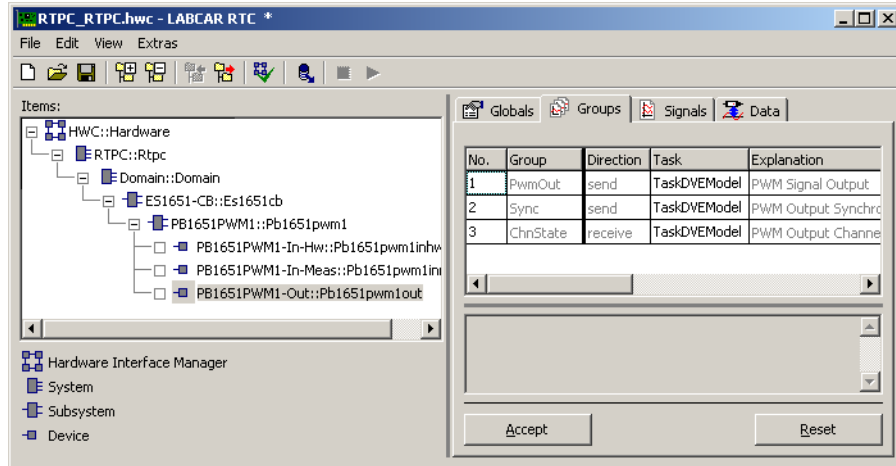 RTPC_RTPC.hwc - LABCAR RTC *
File Edit View Extras
Items:
HWC::Hardware
RTPC::Rtpc
Domain::Domain
ES1651-CB::Es1651cb
PB1651PWM1::Pb1651pwm1
PB1651PWM1-In-Hw::Pb1651pwm1inhw
PB1651PWM1-In-Meas::Pb1651pwm1in
PB1651PWM1-Out::Pb1651pwm1out
Hardware Interface Manager
System
Subsystem
Device
Globals Groups Signals Data
No. Group Direction Task Explanation
1 PwmOut send TaskDVEModel PWM Signal Output
2 Sync send TaskDVEModel PWM Output Synchro
3 ChnState receive TaskDVEModel PWM Output Channe
Accept Reset